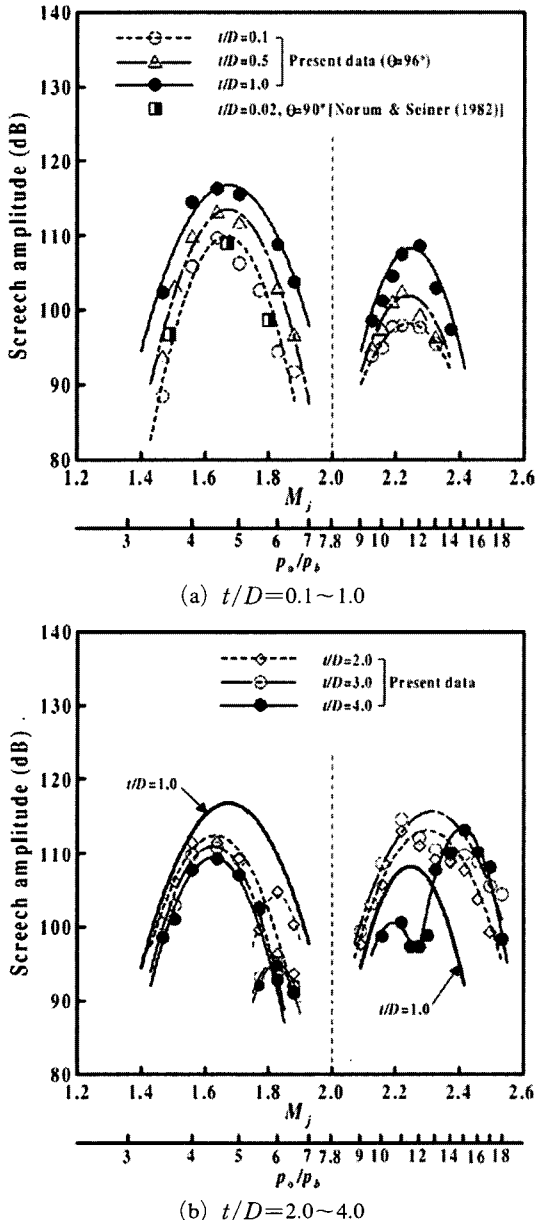 140
130
120
110
100
90
80
Screech amplitude (dB)
t/D=0.1
t/D=0.5
t/D=1.0
Present data (Θ=96°)
t/D=0.02, Θ=90° [Norum & Seiner (1982)]
1.2 1.4 1.6 1.8 2.0 2.2 2.4 2.6
M_j
3 4 5 6 7 7.8 9 10 12 14 16 18
p_o/p_b
(a) t/D=0.1~1.0
140
130
120
110
100
90
80
Screech amplitude (dB)
t/D=2.0
t/D=3.0
t/D=4.0
Present data
t/D=1.0
t/D=1.0
1.2 1.4 1.6 1.8 2.0 2.2 2.4 2.6
M_j
3 4 5 6 7 7.8 9 10 12 14 16 18
p_o/p_b
(b) t/D=2.0~4.0